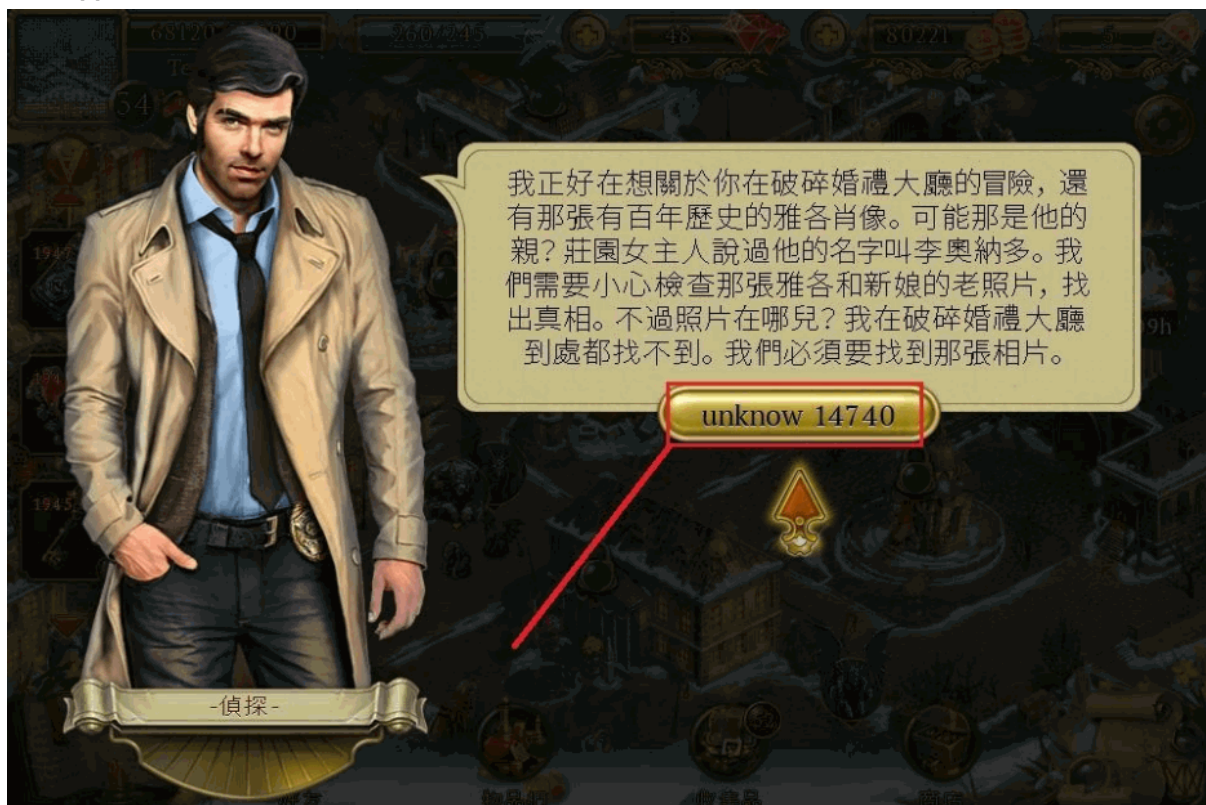 260/245
48
80221
5
54
1942
我正好在想關於你在破碎婚禮大廳的冒險，還
有那張有百年歷史的雅各肖像。可能那是他的
親？莊園女主人說過他的名字叫李奧納多。我
們需要小心檢查那張雅各和新娘的老照片，找
出真相。不過照片在哪兒？我在破碎婚禮大廳
到處都找不到。我們必須要找到那張相片。
unknow 14740
1945
-偵探-